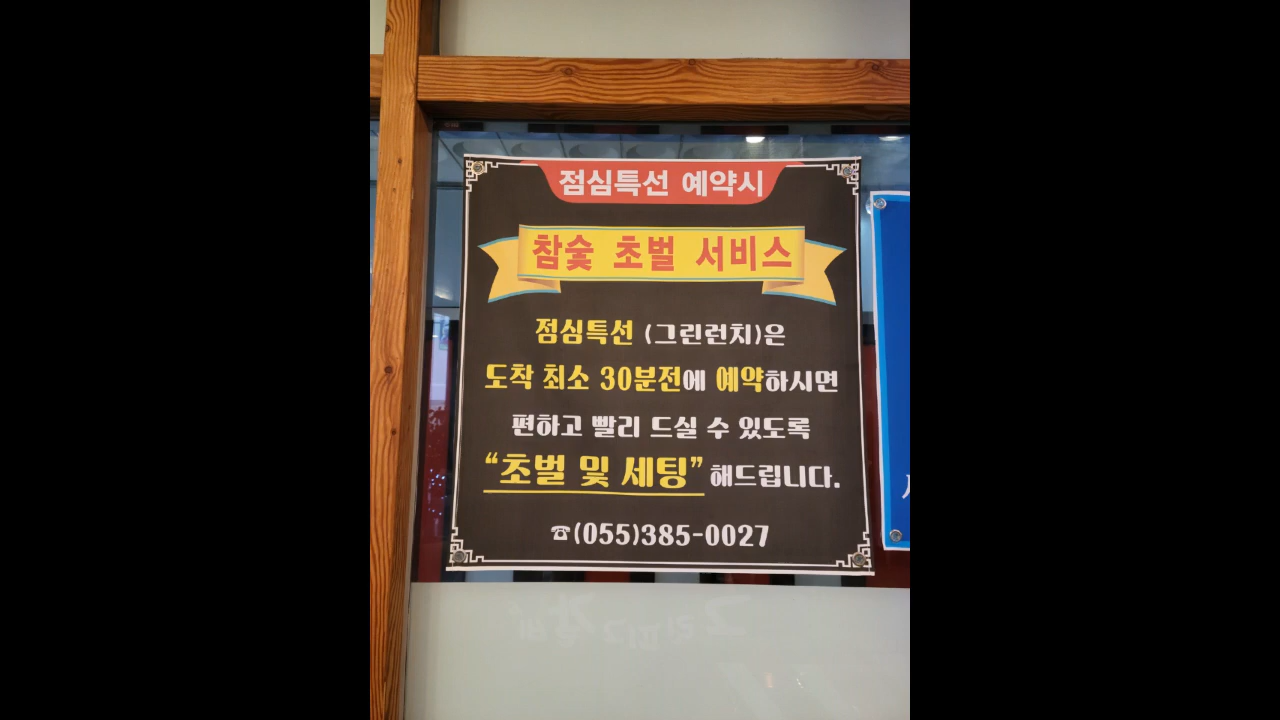 점심특선 예약시
참숯 초벌 서비스
점심특선 (그린런치)은
도착 최소 30분전에 예약하시면
편하고 빨리 드실 수 있도록
“초벌 및 세팅” 해드립니다.
☎(055)385-0027